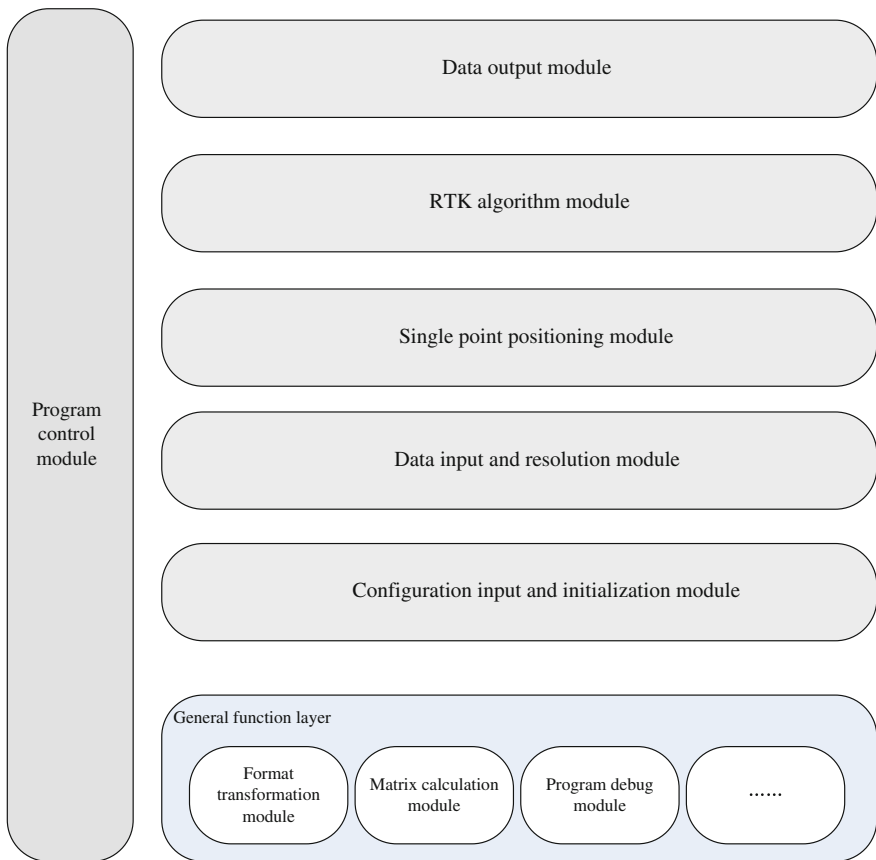 Program
control
module
Data output module
RTK algorithm module
Single point positioning module
Data input and resolution module
Configuration input and initialization module
General function layer
Format
transformation
module
Matrix calculation
module
Program debug
module
......